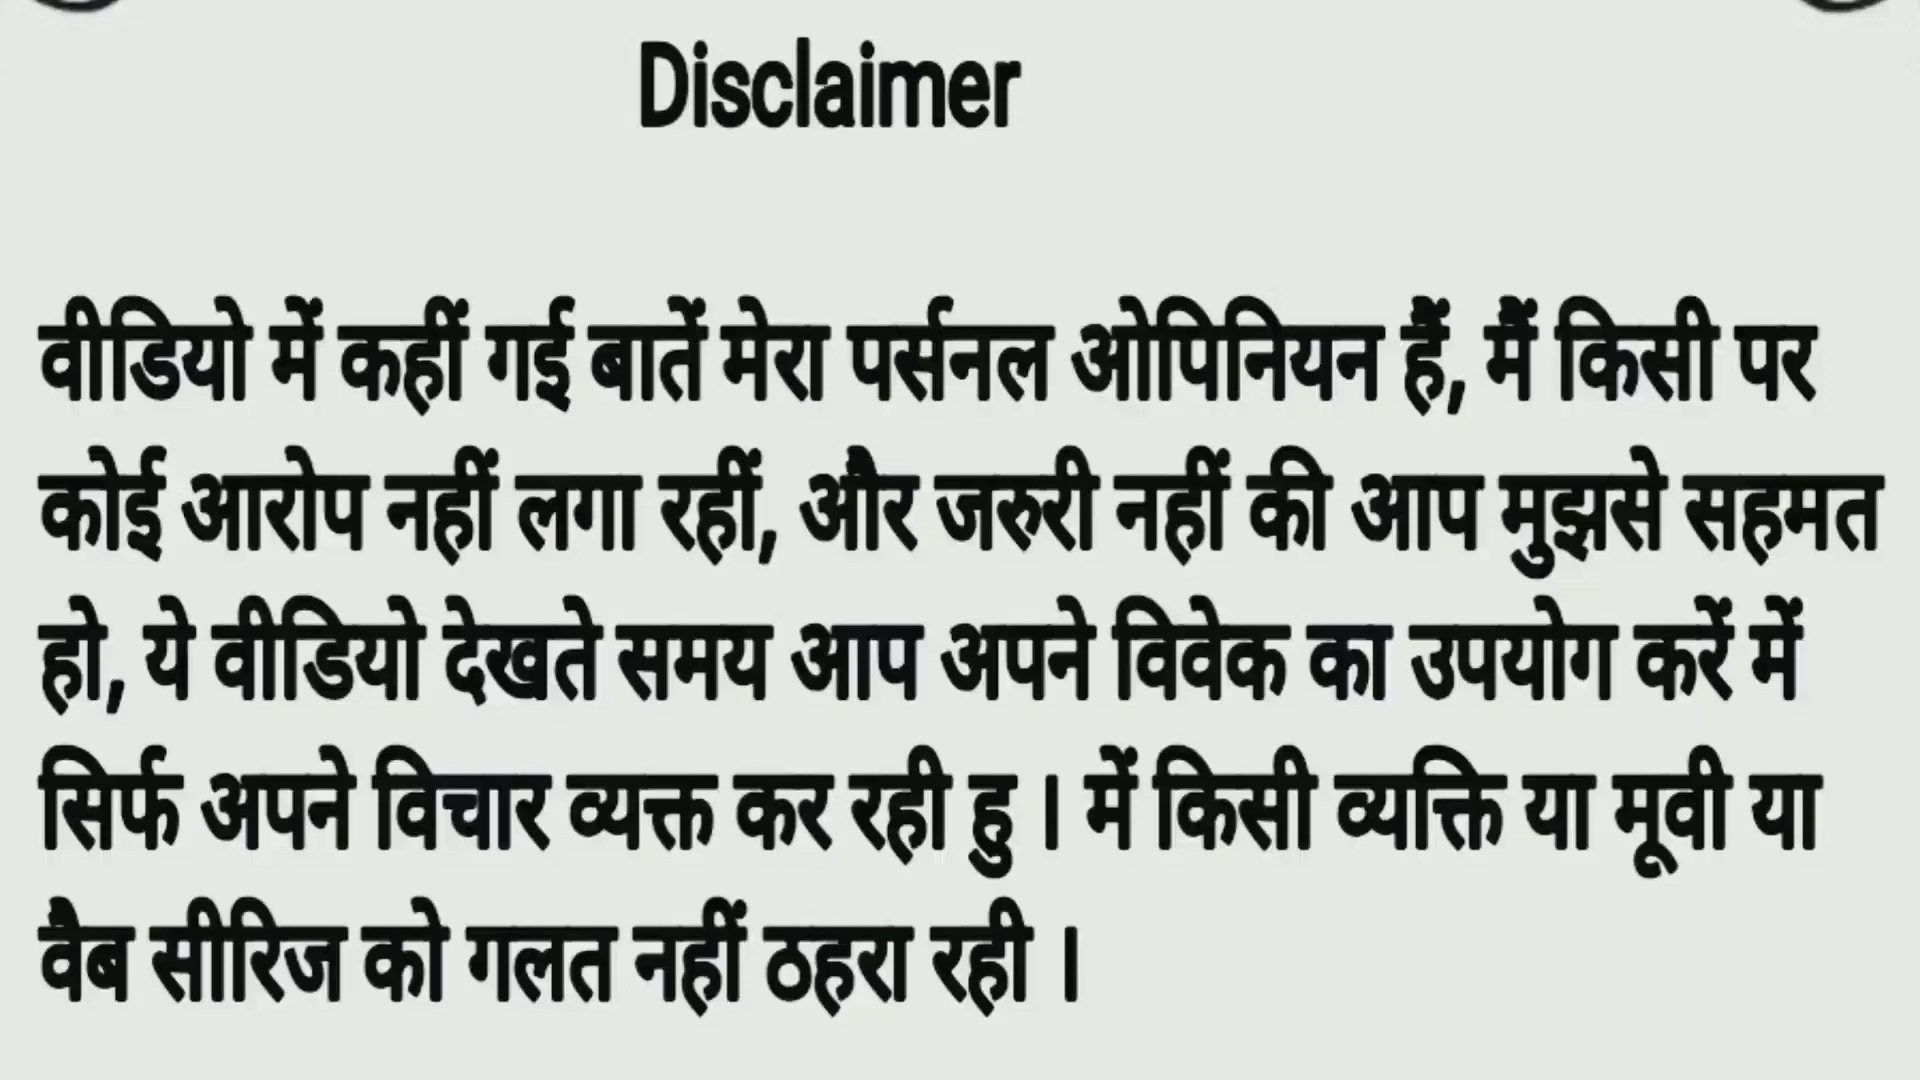 Disclaimer
वीडियो में कहीं गई बातें मेरा पर्सनल ओपिनियन हैं, मैं किसी पर
कोई आरोप नहीं लगा रहीं, और जरुरी नहीं की आप मुझसे सहमत
हो, ये वीडियो देखते समय आप अपने विवेक का उपयोग करें में
सिर्फ अपने विचार व्यक्त कर रही हु । में किसी व्यक्ति या मूवी या
वैब सीरिज को गलत नहीं ठहरा रही ।